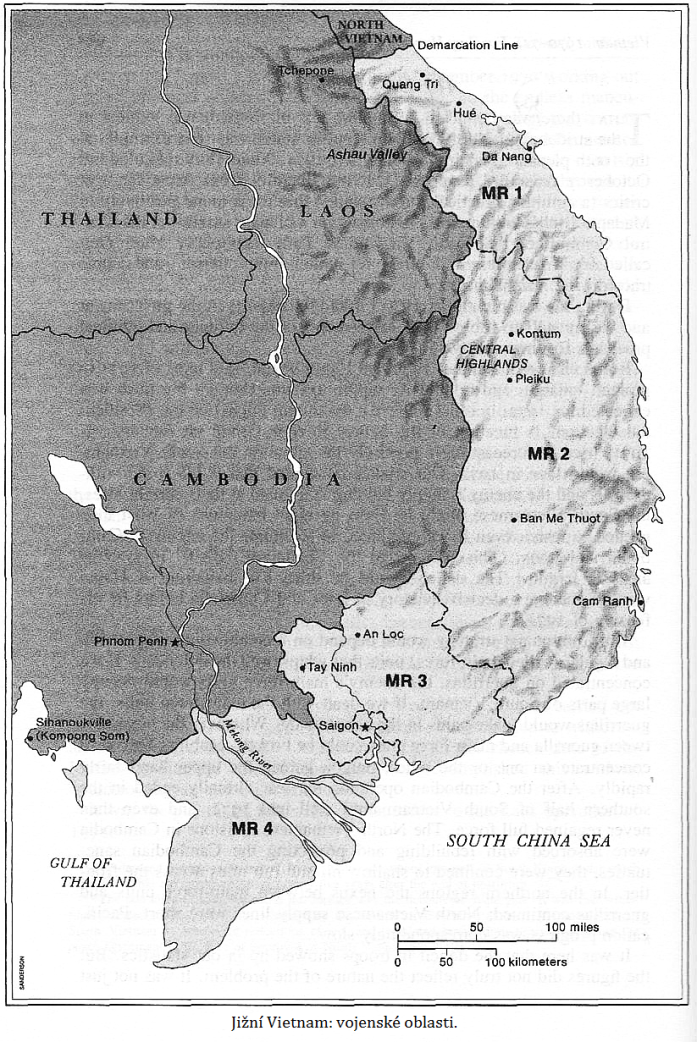 NORTH
VIETNAM
Demarcation Line
Tchepone
Quang Tri
Hué
Ashau Valley
Da Nang
MR 1
THAILAND
LAOS
Kontum
CENTRAL
HIGHLANDS
Pleiku
MR 2
CAMBODIA
Ban Me Thuot
Cam Ranh
An Loc
Phnom Penh
Tay Ninh
MR 3
Sihanoukville
(Kompong Som)
Saigon
Mekong River
MR 4
SOUTH CHINA SEA
GULF OF
THAILAND
0 50 100 miles
0 50 100 kilometers
SANDERSON
Jižní Vietnam: vojenské oblasti.